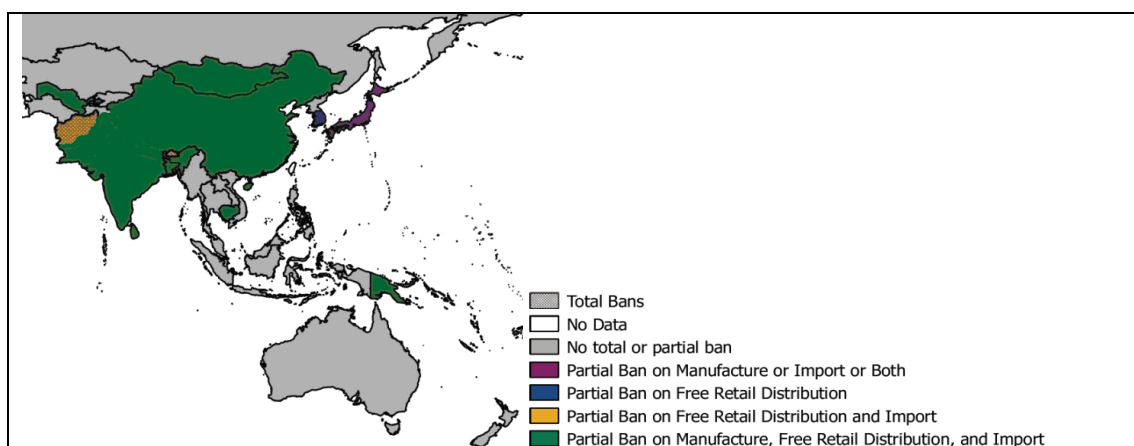 Total Bans
No Data
No total or partial ban
Partial Ban on Manufacture or Import or Both
Partial Ban on Free Retail Distribution
Partial Ban on Free Retail Distribution and Import
Partial Ban on Manufacture, Free Retail Distribution, and Import